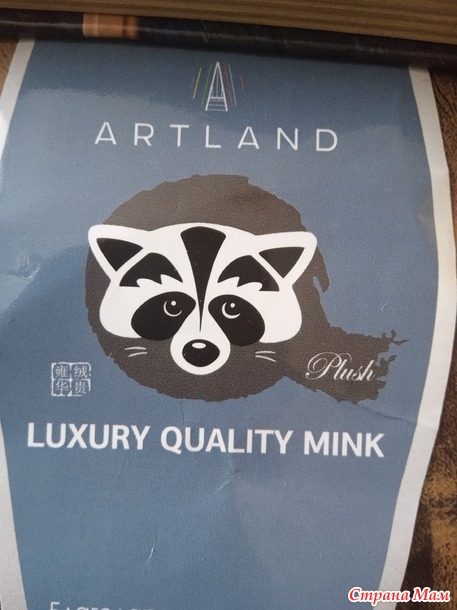 ARTLAND
Plush
雍 绒
华 贵
LUXURY QUALITY MINK
Страна Мам